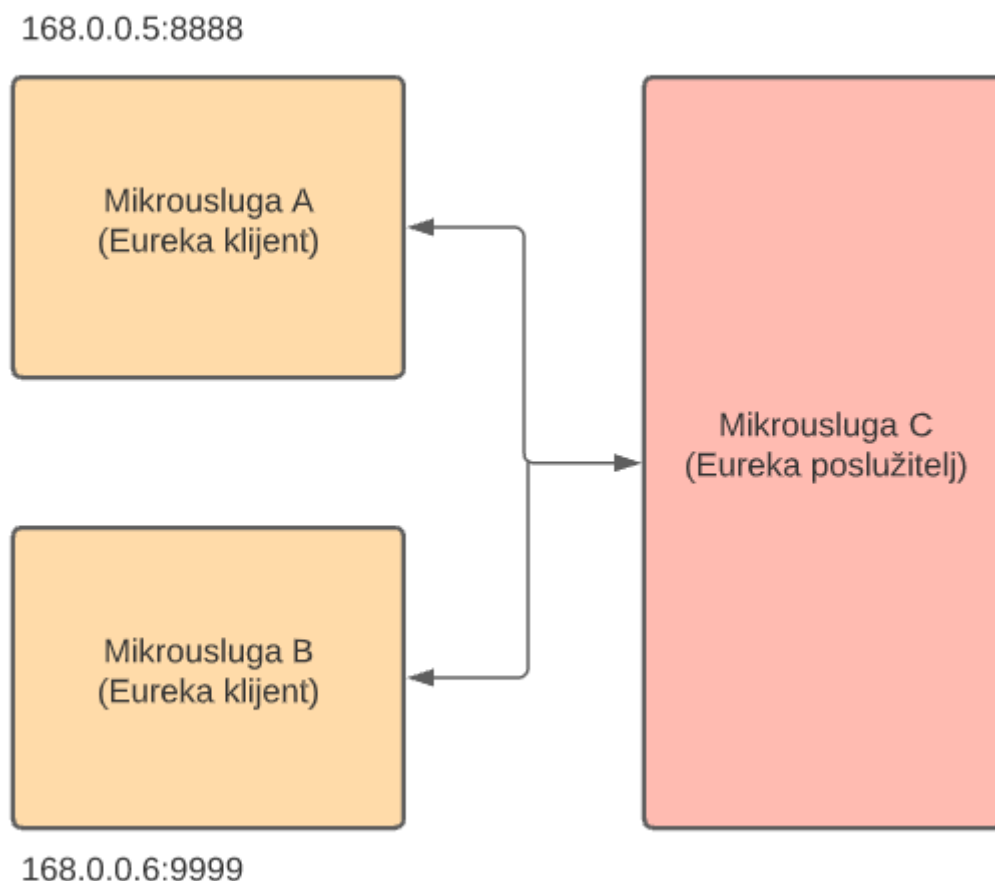 168.0.0.5:8888
Mikrousluga A
(Eureka klijent)
Mikrousluga C
(Eureka poslužitelj)
Mikrousluga B
(Eureka klijent)
168.0.0.6:9999